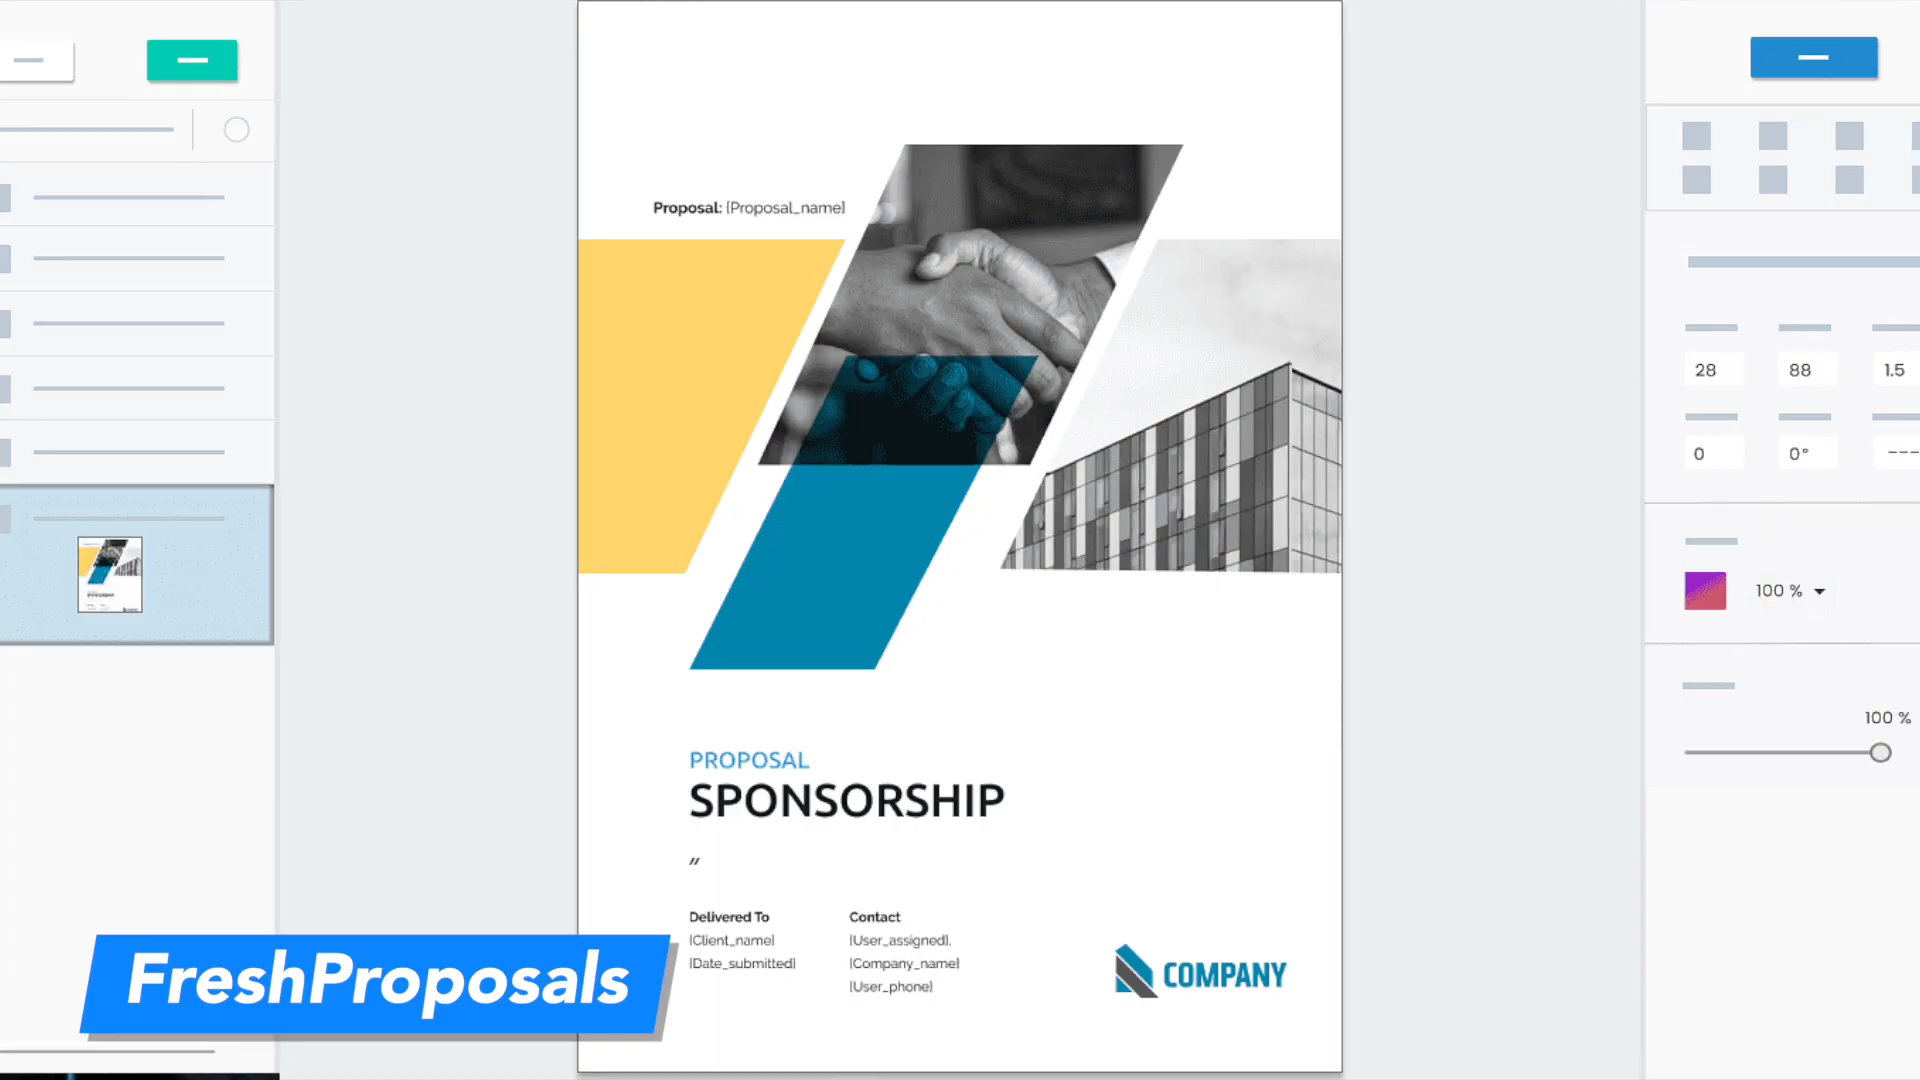 Proposal: [Proposal_name]
28
88
1.5
0
0°
---
100 %
100 %
PROPOSAL
SPONSORSHIP
"
Delivered To
[Client_name]
[Date_submitted]
Contact
[User_assigned],
[Company_name]
[User_phone]
COMPANY
FreshProposals